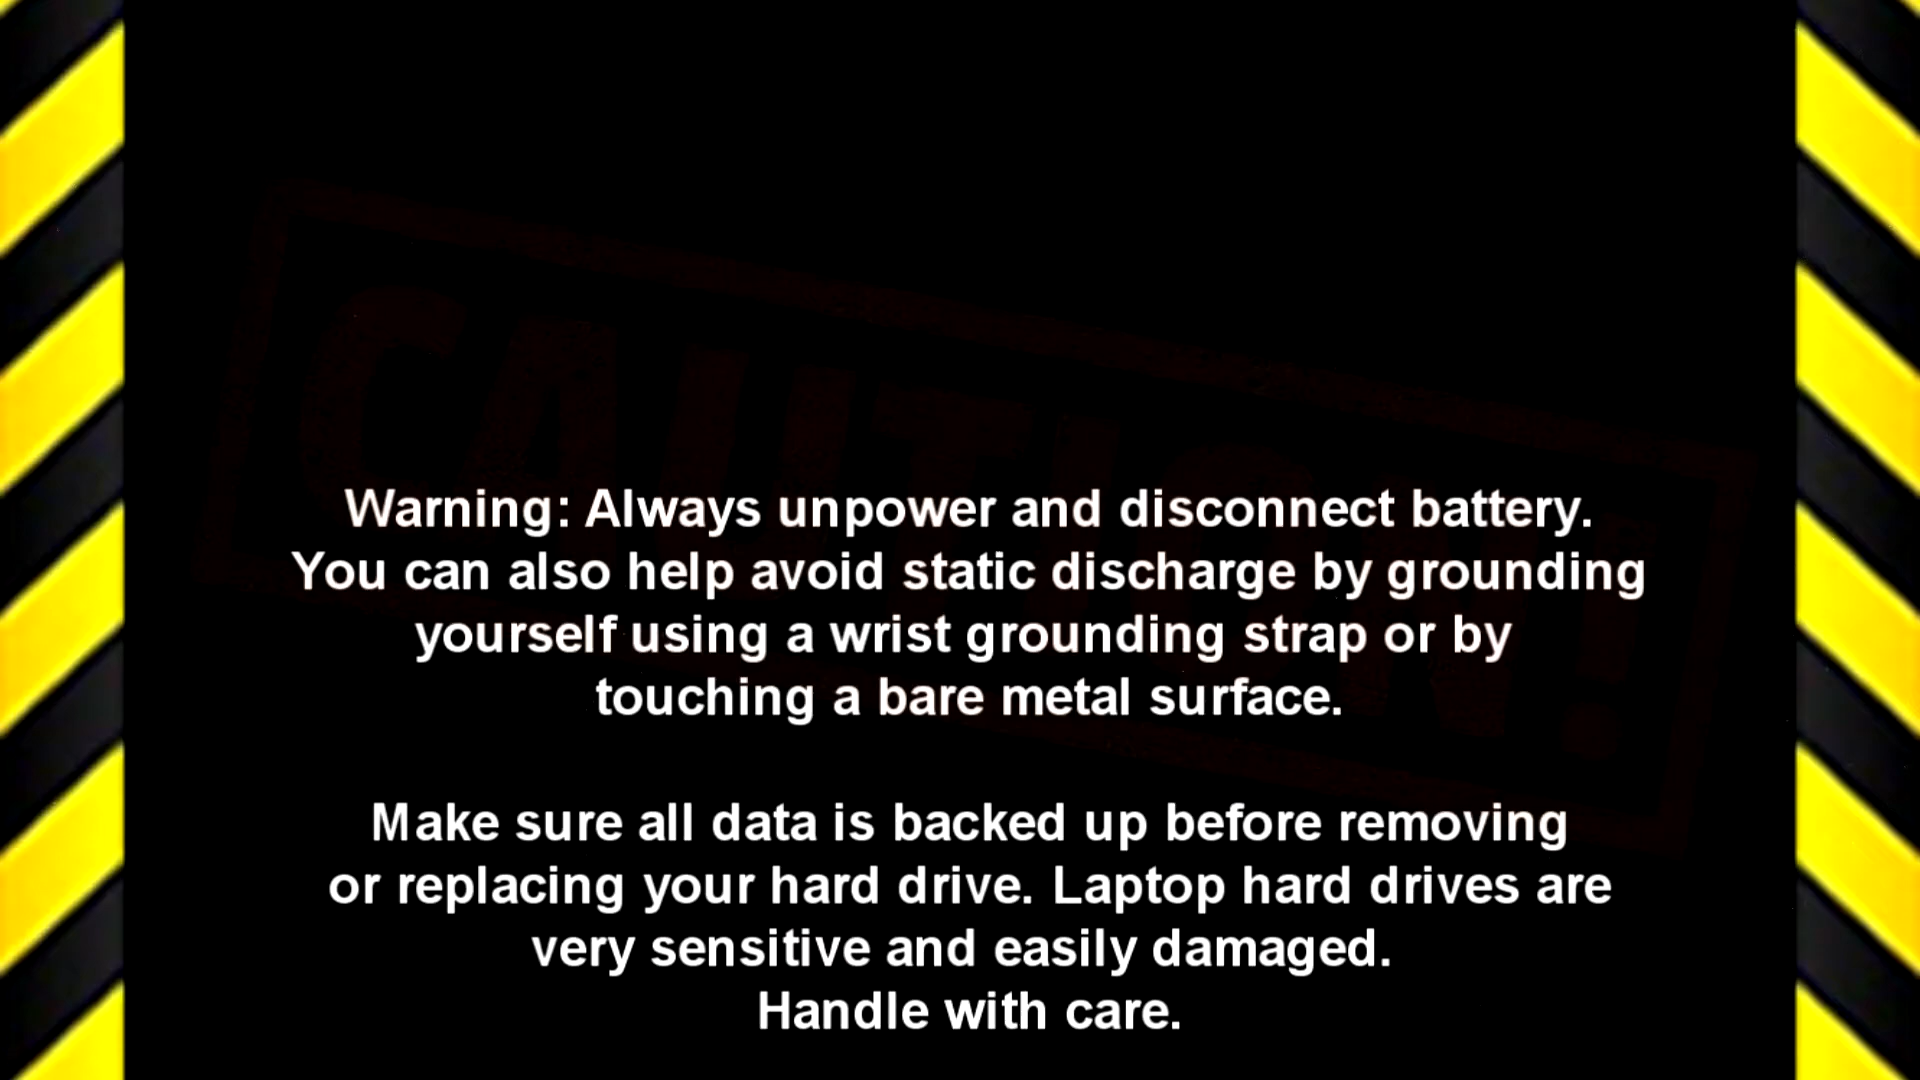 CAUTION!
Warning: Always unpower and disconnect battery.
You can also help avoid static discharge by grounding
yourself using a wrist grounding strap or by
touching a bare metal surface.
Make sure all data is backed up before removing
or replacing your hard drive. Laptop hard drives are
very sensitive and easily damaged.
Handle with care.